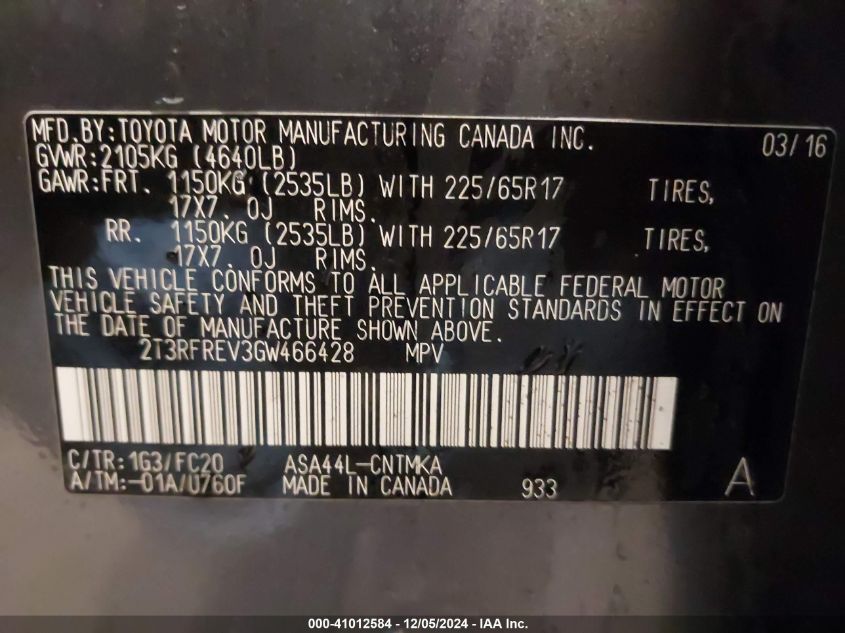 MFD.BY:TOYOTA MOTOR MANUFACTURING CANADA INC. 03/16
GVWR:2105KG (4640LB)
GAWR:FRT. 1150KG (2535LB) WITH 225/65R17 TIRES,
17X7.0J RIMS.
RR. 1150KG (2535LB) WITH 225/65R17 TIRES,
17X7.0J RIMS.
THIS VEHICLE CONFORMS TO ALL APPLICABLE FEDERAL MOTOR
VEHICLE SAFETY AND THEFT PREVENTION STANDARDS IN EFFECT ON
THE DATE OF MANUFACTURE SHOWN ABOVE.
2T3RFREV3GW466428 MPV
C/TR:1G3/FC20 ASA44L-CNTMKA
A/TM:-01A/U760F MADE IN CANADA 933 A
000-41012584 - 12/05/2024 - IAA Inc.